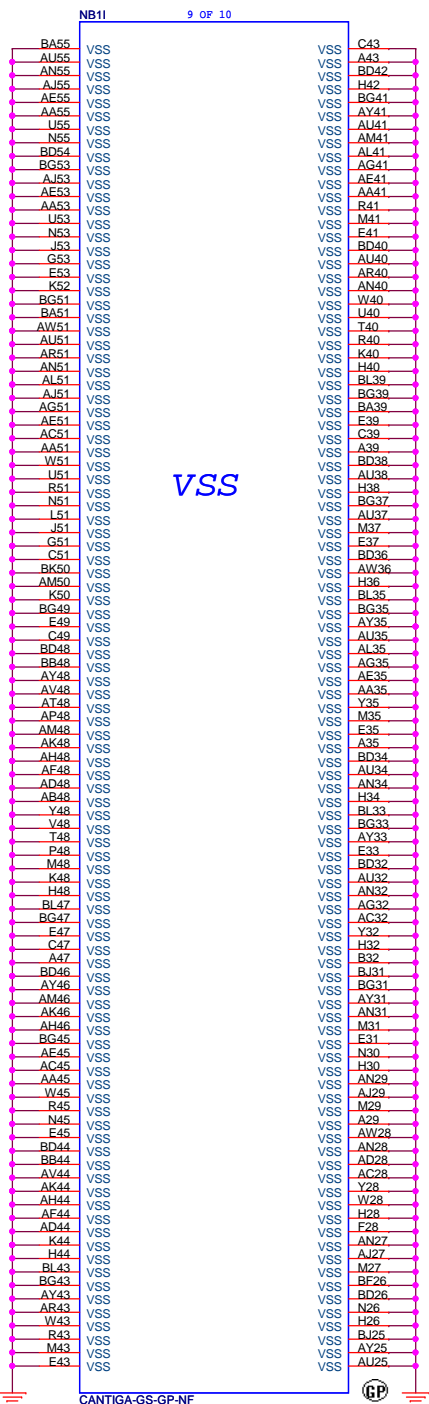 NB1I 9 OF 10
BA55 VSS VSS C43
AU55 VSS VSS A43
AN55 VSS VSS BD42
AJ55 VSS VSS H42
AE55 VSS VSS BG41
AA55 VSS VSS AY41
U55 VSS VSS AU41
N55 VSS VSS AM41
BD54 VSS VSS AL41
BG53 VSS VSS AG41
AJ53 VSS VSS AE41
AE53 VSS VSS AA41
AA53 VSS VSS R41
U53 VSS VSS M41
N53 VSS VSS E41
J53 VSS VSS BD40
G53 VSS VSS AU40
E53 VSS VSS AR40
K52 VSS VSS AN40
BG51 VSS VSS W40
BA51 VSS VSS U40
AW51 VSS VSS T40
AU51 VSS VSS R40
AR51 VSS VSS K40
AN51 VSS VSS H40
AL51 VSS VSS BL39
AJ51 VSS VSS BG39
AG51 VSS VSS BA39
AE51 VSS VSS E39
AC51 VSS VSS C39
AA51 VSS VSS A39
W51 VSS VSS BD38
U51 VSS VSS AU38
R51 VSS VSS H38
VSS
N51 VSS VSS BG37
L51 VSS VSS AU37
J51 VSS VSS M37
G51 VSS VSS E37
C51 VSS VSS BD36
BK50 VSS VSS AW36
AM50 VSS VSS H36
K50 VSS VSS BL35
BG49 VSS VSS BG35
E49 VSS VSS AY35
C49 VSS VSS AU35
BD48 VSS VSS AL35
BB48 VSS VSS AG35
AY48 VSS VSS AE35
AV48 VSS VSS AA35
AT48 VSS VSS Y35
AP48 VSS VSS M35
AM48 VSS VSS E35
AK48 VSS VSS A35
AH48 VSS VSS BD34
AF48 VSS VSS AU34
AD48 VSS VSS AN34
AB48 VSS VSS H34
Y48 VSS VSS BL33
V48 VSS VSS BG33
T48 VSS VSS AY33
P48 VSS VSS E33
M48 VSS VSS BD32
K48 VSS VSS AU32
H48 VSS VSS AN32
BL47 VSS VSS AG32
BG47 VSS VSS AC32
E47 VSS VSS Y32
C47 VSS VSS H32
A47 VSS VSS B32
BD46 VSS VSS BJ31
AY46 VSS VSS BG31
AM46 VSS VSS AY31
AK46 VSS VSS AN31
AH46 VSS VSS M31
BG45 VSS VSS E31
AE45 VSS VSS N30
AC45 VSS VSS H30
AA45 VSS VSS AN29
W45 VSS VSS AJ29
R45 VSS VSS M29
N45 VSS VSS A29
E45 VSS VSS AW28
BD44 VSS VSS AN28
BB44 VSS VSS AD28
AV44 VSS VSS AC28
AK44 VSS VSS Y28
AH44 VSS VSS W28
AF44 VSS VSS H28
AD44 VSS VSS F28
K44 VSS VSS AN27
H44 VSS VSS AJ27
BL43 VSS VSS M27
BG43 VSS VSS BF26
AY43 VSS VSS BD26
AR43 VSS VSS N26
W43 VSS VSS H26
R43 VSS VSS BJ25
M43 VSS VSS AY25
E43 VSS VSS AU25
CANTIGA-GS-GP-NF GP